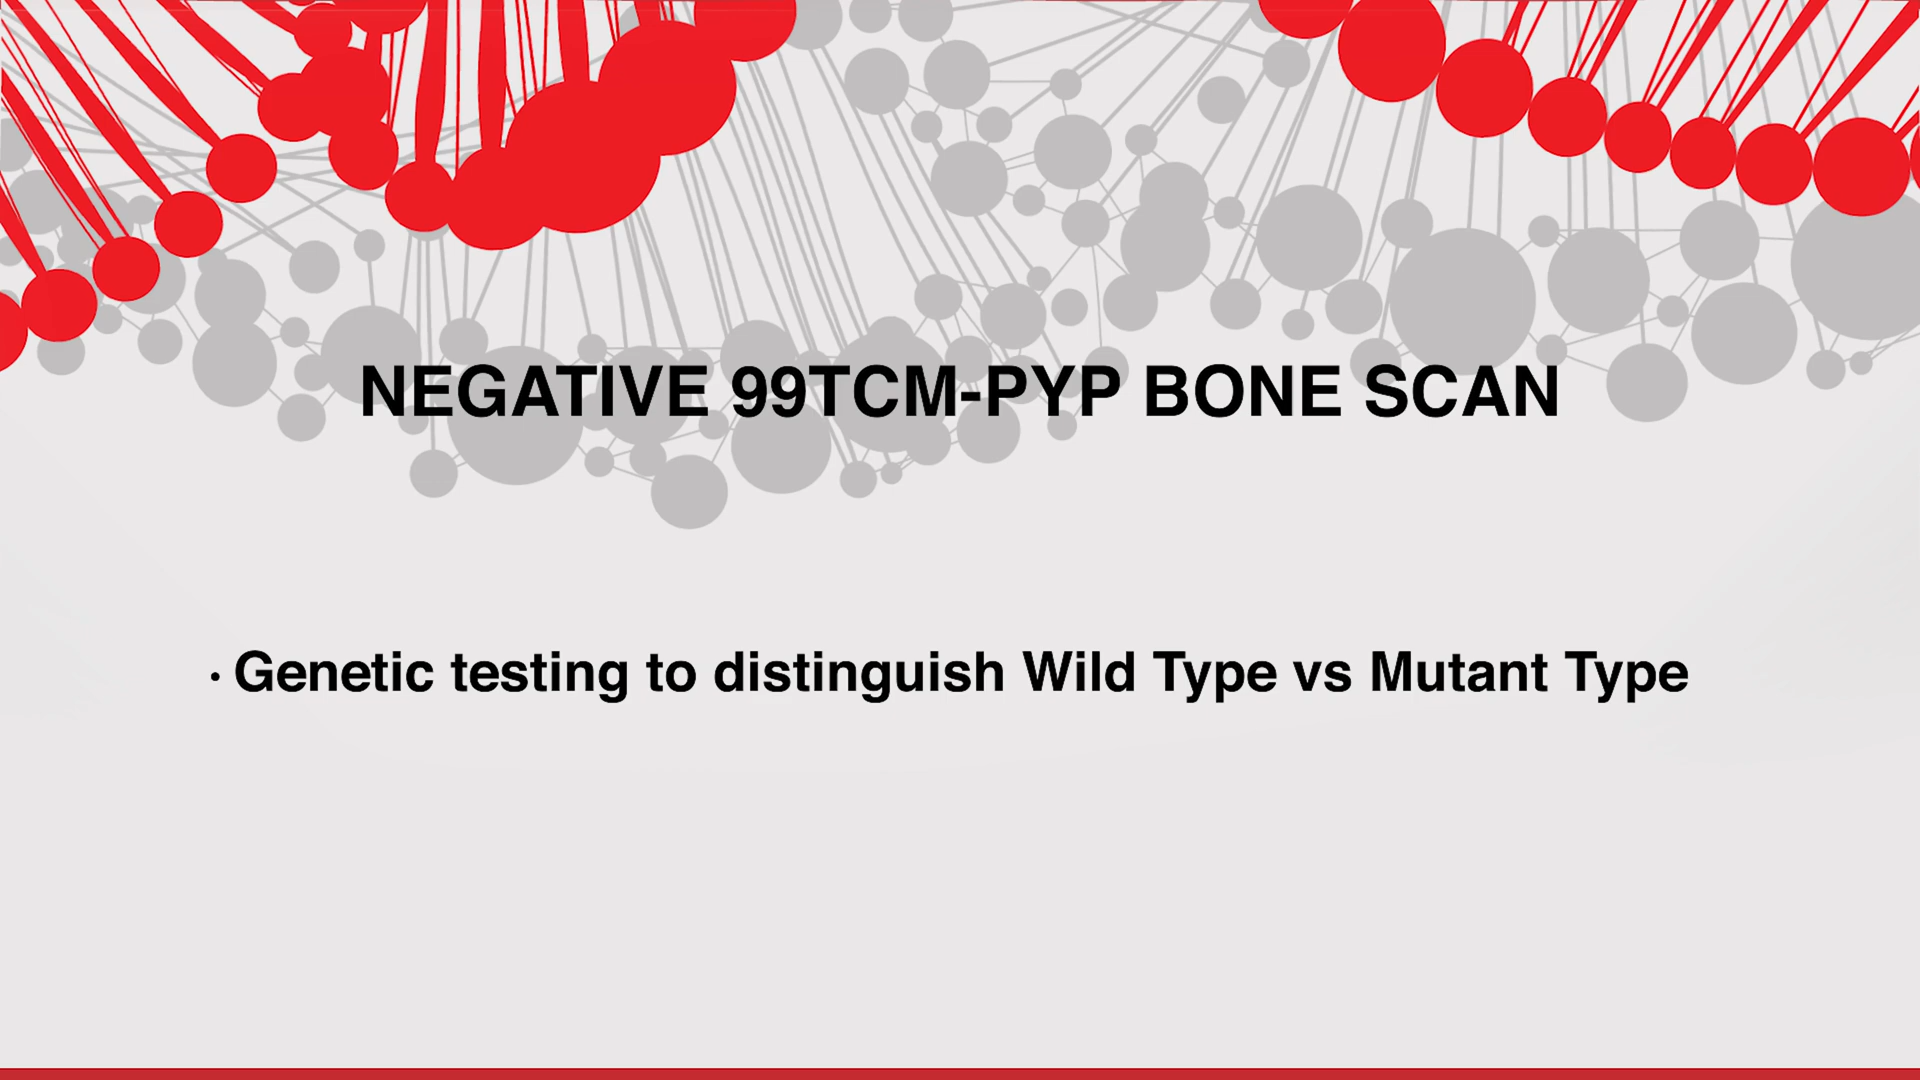 NEGATIVE 99TCM-PYP BONE SCAN
· Genetic testing to distinguish Wild Type vs Mutant Type